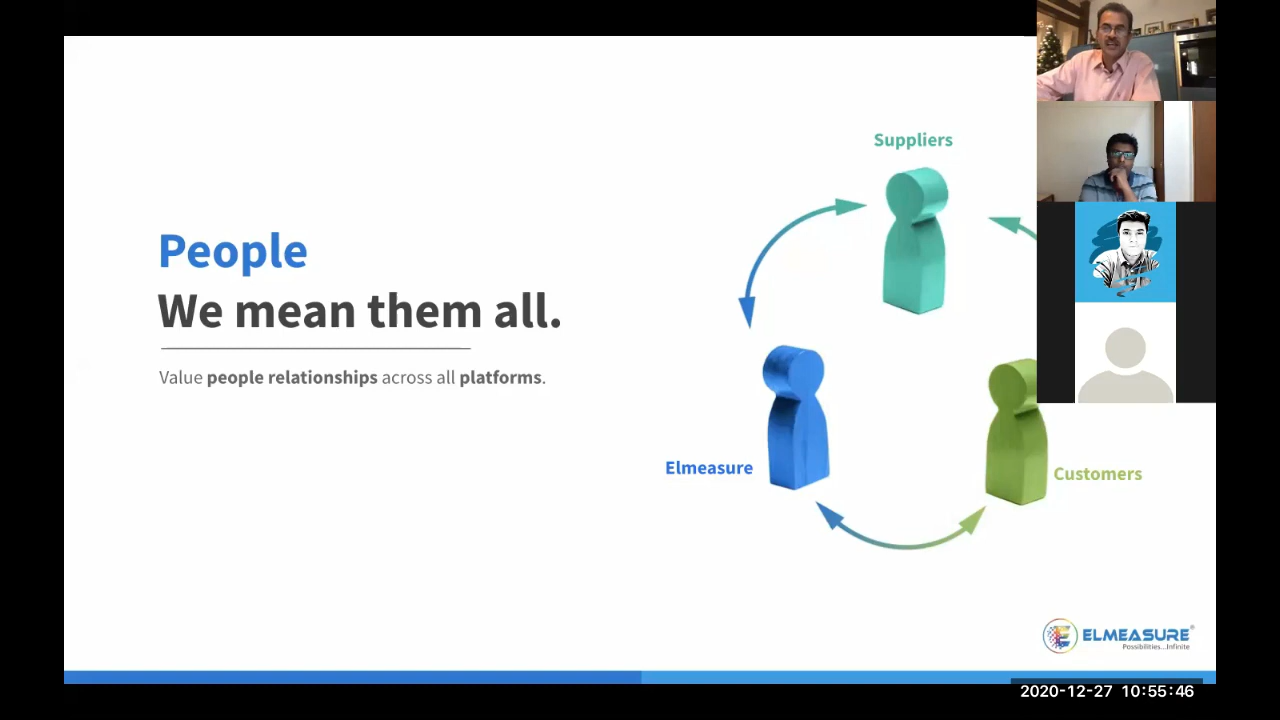 Suppliers
People
We mean them all.
Value people relationships across all platforms.
Elmeasure
Customers
ELMEASURE®
Possibilities...Infinite
2020-12-27 10:55:46